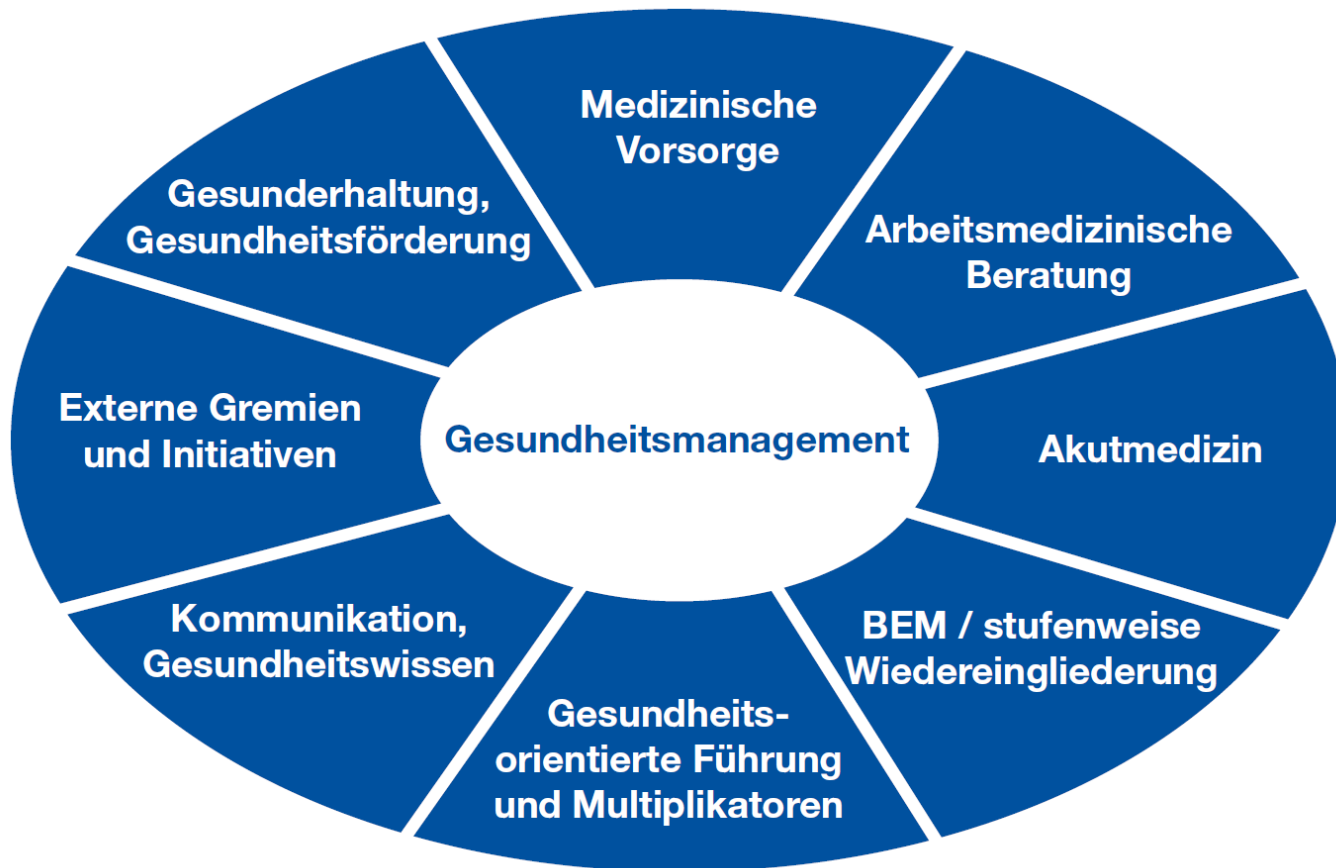 Medizinische
Vorsorge
Arbeitsmedizinische
Beratung
Akutmedizin
BEM / stufenweise
Wiedereingliederung
Gesundheits-
orientierte Führung
und Multiplikatoren
Kommunikation,
Gesundheitswissen
Externe Gremien
und Initiativen
Gesunderhaltung,
Gesundheitsförderung
Gesundheitsmanagement